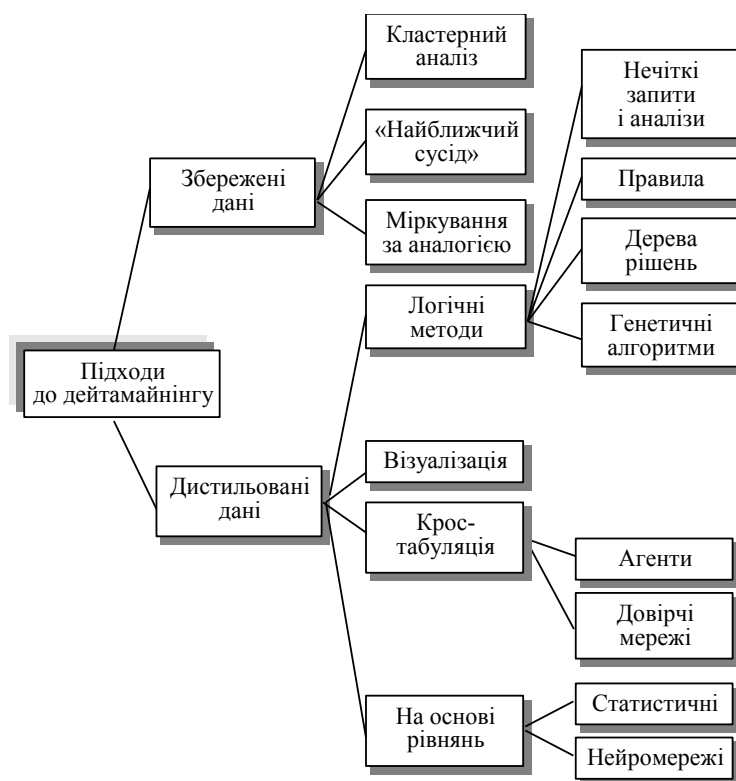 Підходи
до дейтамайнінгу
Збережені
дані
Кластерний
аналіз
«Найближчий
сусід»
Міркування
за аналогією
Дистильовані
дані
Логічні
методи
Нечіткі
запити
і аналізи
Правила
Дерева
рішень
Генетичні
алгоритми
Візуалізація
Крос-
табуляція
Агенти
Довірчі
мережі
На основі
рівнянь
Статистичні
Нейромережі